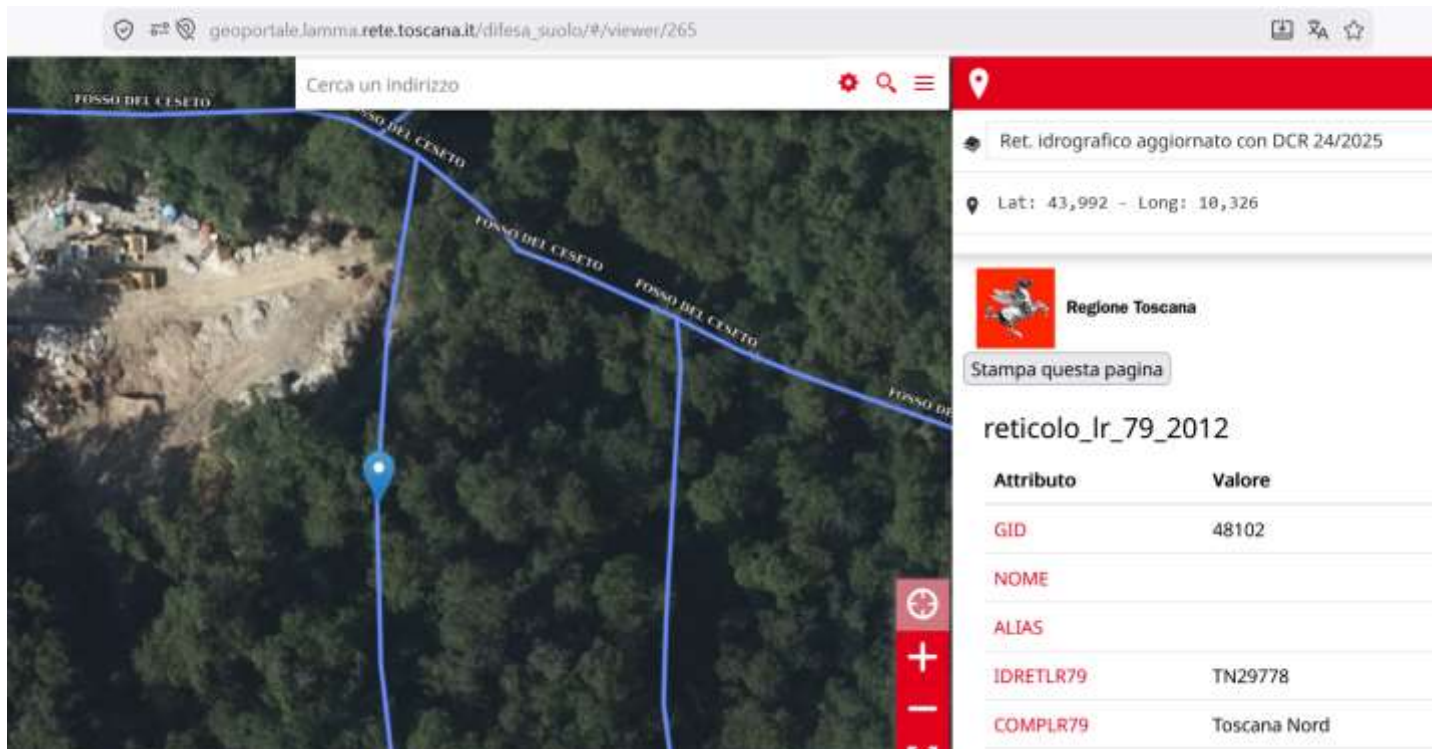 geoportale.lamma.rete.toscana.it/difesa_suolo/#/viewer/265
Cerca un indirizzo
FOSSO DEL CESETO
FOSSO DEL CESETO
FOSSO DEL CESETO
FOSSO DEL CESETO
FOSSO DE
Ret. idrografico aggiornato con DCR 24/2025
Lat: 43,992 - Long: 10,326
Regione Toscana
Stampa questa pagina
reticolo_lr_79_2012
Attributo Valore
GID 48102
NOME
ALIAS
IDRETLR79 TN29778
COMPLR79 Toscana Nord